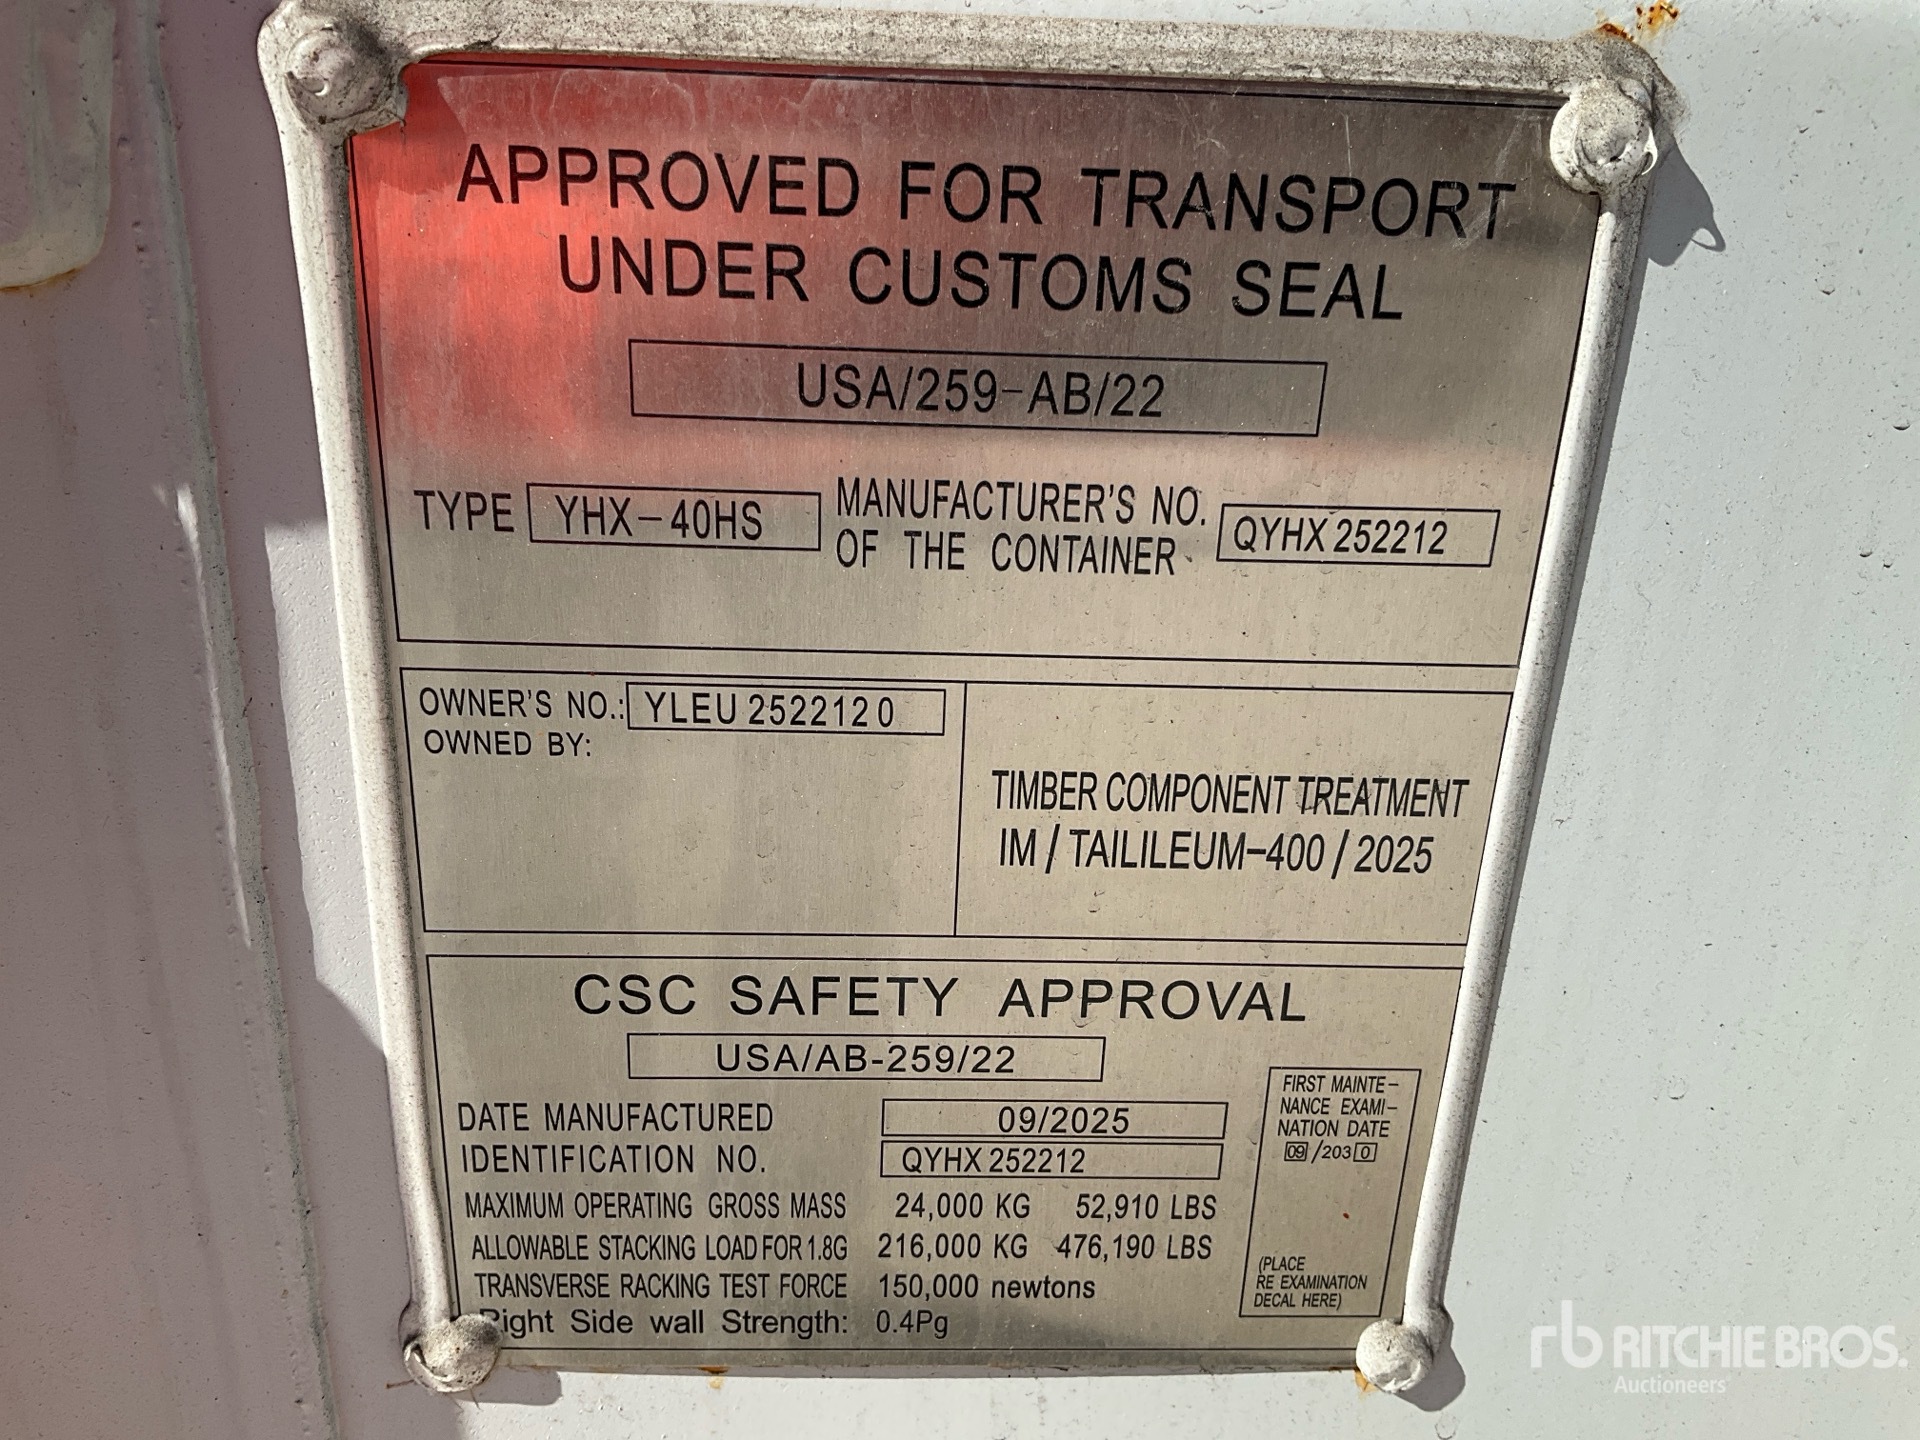 APPROVED FOR TRANSPORT
UNDER CUSTOMS SEAL
USA/259-AB/22
TYPE YHX-40HS MANUFACTURER'S NO. OF THE CONTAINER QYHX 252212
OWNER'S NO.: YLEU 252212 0
OWNED BY:
TIMBER COMPONENT TREATMENT
IM / TAILILEUM-400 / 2025
CSC SAFETY APPROVAL
USA/AB-259/22
DATE MANUFACTURED 09/2025
IDENTIFICATION NO. QYHX 252212
MAXIMUM OPERATING GROSS MASS 24,000 KG 52,910 LBS
ALLOWABLE STACKING LOAD FOR 1.8G 216,000 KG 476,190 LBS
TRANSVERSE RACKING TEST FORCE 150,000 newtons
Right Side wall Strength: 0.4Pg
FIRST MAINTE-
NANCE EXAMI-
NATION DATE
09 /203 0
(PLACE
RE EXAMINATION
DECAL HERE)
rb RITCHIE BROS.
Auctioneers